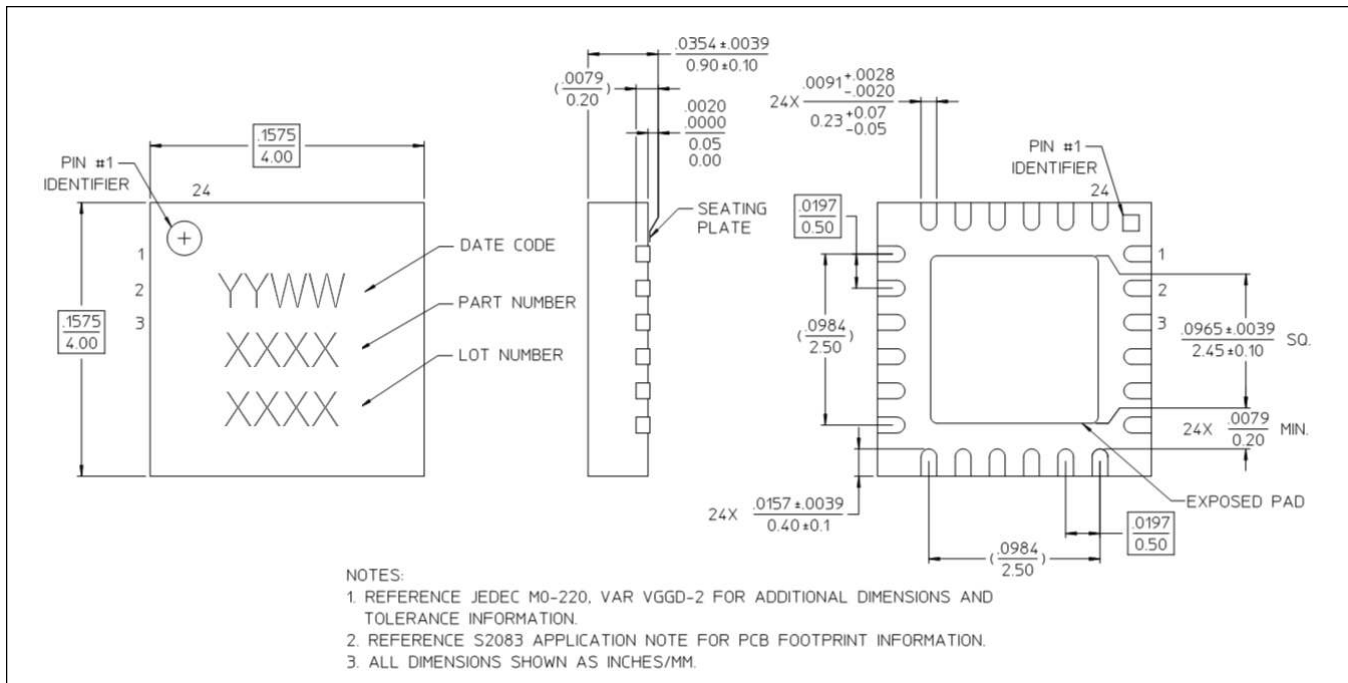 .1575
4.00
PIN #1
IDENTIFIER
24
1
2
3
.1575
4.00
YYWW
XXXX
XXXX
DATE CODE
PART NUMBER
LOT NUMBER
.0354 ±.0039
0.90 ±0.10
(.0079)
0.20
.0020
.0000
0.05
0.00
SEATING
PLATE
24X .0091 +.0028
-.0020
0.23 +0.07
-0.05
PIN #1
IDENTIFIER
24
.0197
0.50
1
2
3
(.0984)
2.50
.0965±.0039 SQ.
2.45±0.10
24X .0079 MIN.
0.20
24X .0157 ±.0039
0.40 ±0.1
EXPOSED PAD
.0197
0.50
(.0984)
2.50
NOTES:
1. REFERENCE JEDEC MO-220, VAR VGGD-2 FOR ADDITIONAL DIMENSIONS AND
TOLERANCE INFORMATION.
2. REFERENCE S2083 APPLICATION NOTE FOR PCB FOOTPRINT INFORMATION.
3. ALL DIMENSIONS SHOWN AS INCHES/MM.